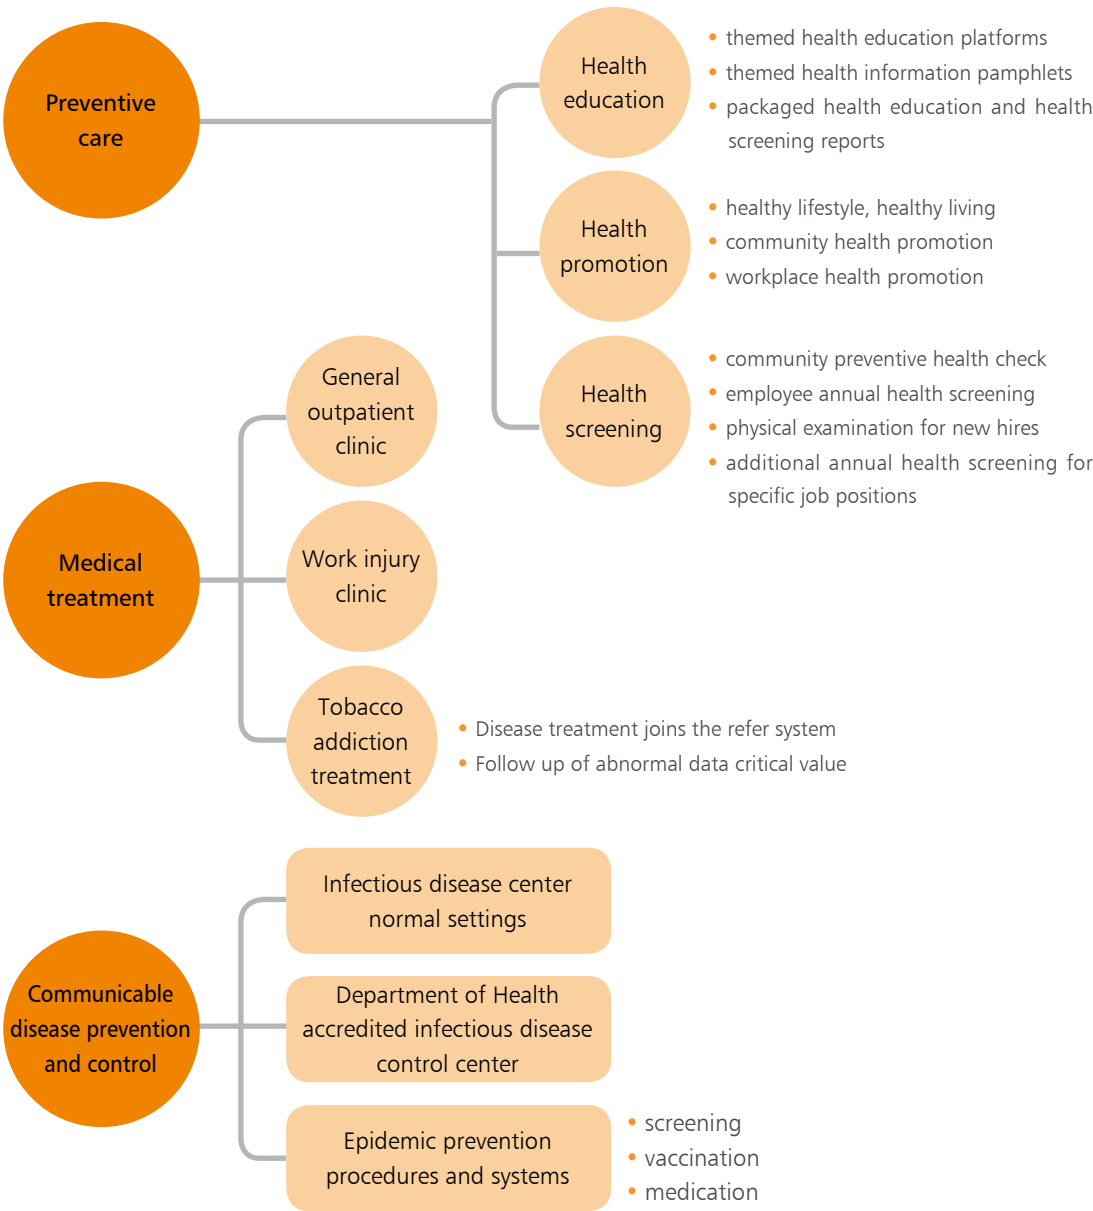 Preventive
care
Health
education
• themed health education platforms
• themed health information pamphlets
• packaged health education and health
screening reports
Health
promotion
• healthy lifestyle, healthy living
• community health promotion
• workplace health promotion
Health
screening
• community preventive health check
• employee annual health screening
• physical examination for new hires
• additional annual health screening for
specific job positions
Medical
treatment
General
outpatient
clinic
Work injury
clinic
Tobacco
addiction
treatment
• Disease treatment joins the refer system
• Follow up of abnormal data critical value
Communicable
disease prevention
and control
Infectious disease center
normal settings
Department of Health
accredited infectious disease
control center
Epidemic prevention
procedures and systems
• screening
• vaccination
• medication